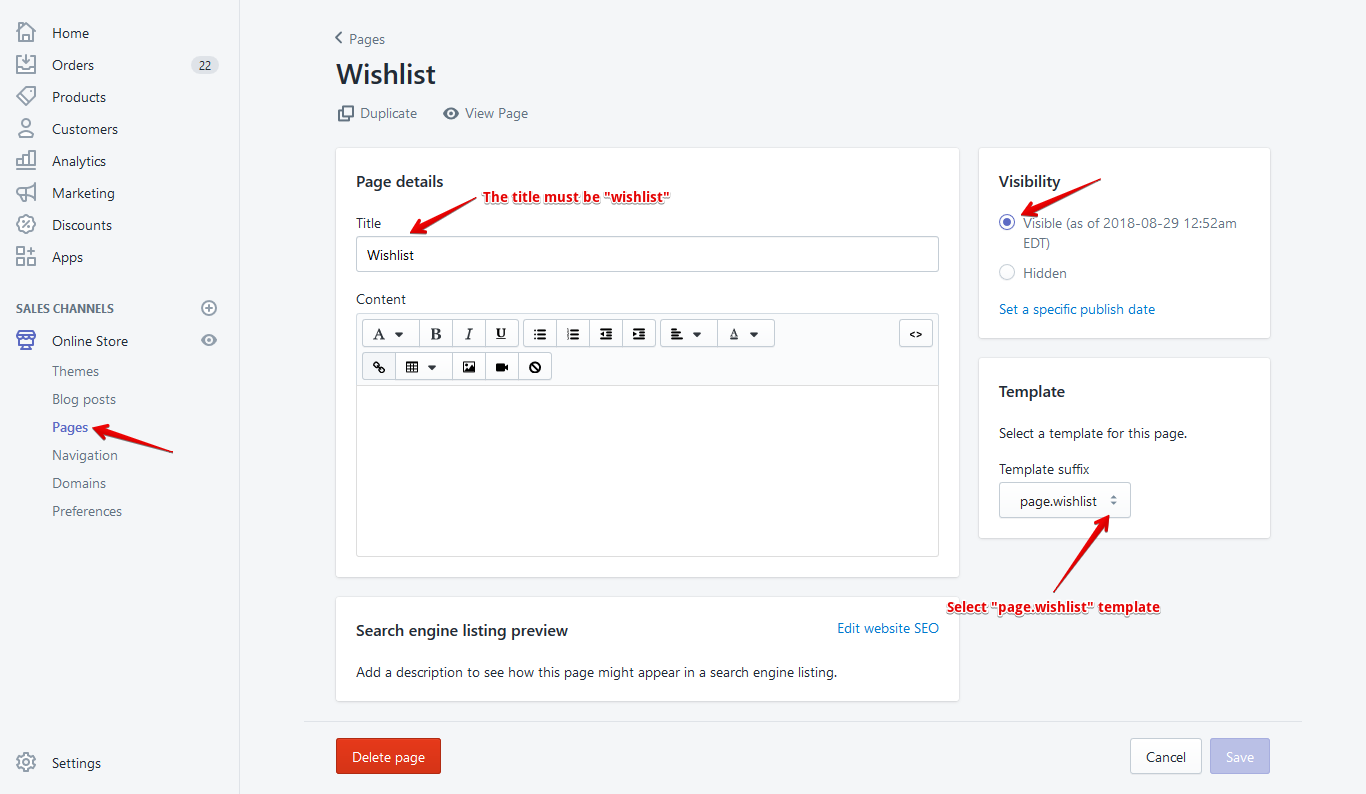 Home
Orders 22
Products
Customers
Analytics
Marketing
Discounts
Apps
SALES CHANNELS
Online Store
Themes
Blog posts
Pages
Navigation
Domains
Preferences
Settings
Pages
Wishlist
Duplicate View Page
Page details
The title must be "wishlist"
Title
Wishlist
Content
A B I U A <>
Search engine listing preview Edit website SEO
Add a description to see how this page might appear in a search engine listing.
Visibility
Visible (as of 2018-08-29 12:52am
EDT)
Hidden
Set a specific publish date
Template
Select a template for this page.
Template suffix
page.wishlist
Select "page.wishlist" template
Delete page Cancel Save